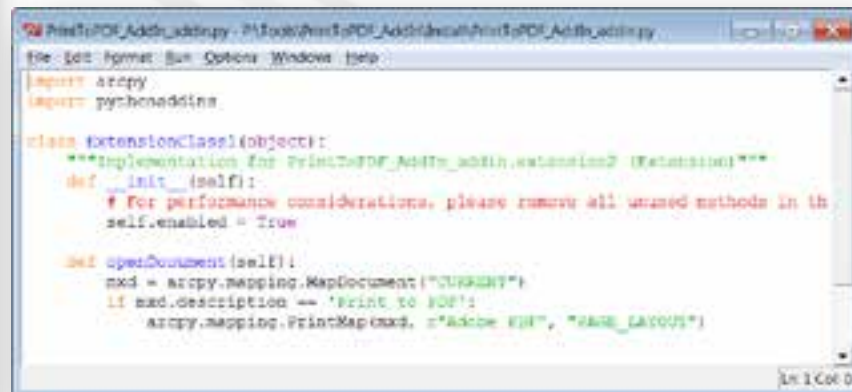 PrintToPDF_AddIn_addin.py - P:\Tools\PrintToPDF_AddIn\Install\PrintToPDF_AddIn_addin.py
File Edit Format Run Options Windows Help
import arcpy
import pythonaddins
class ExtensionClass1(object):
"""Implementation for PrintToPDF_AddIn_addin.extension2 (Extension)"""
def __init__(self):
# For performance considerations, please remove all unused methods in th
self.enabled = True
def openDocument(self):
mxd = arcpy.mapping.MapDocument("CURRENT")
if mxd.description == 'Print to PDF':
arcpy.mapping.PrintMap(mxd, r"Adobe PDF", "PAGE_LAYOUT")
Ln: 1 Col: 0